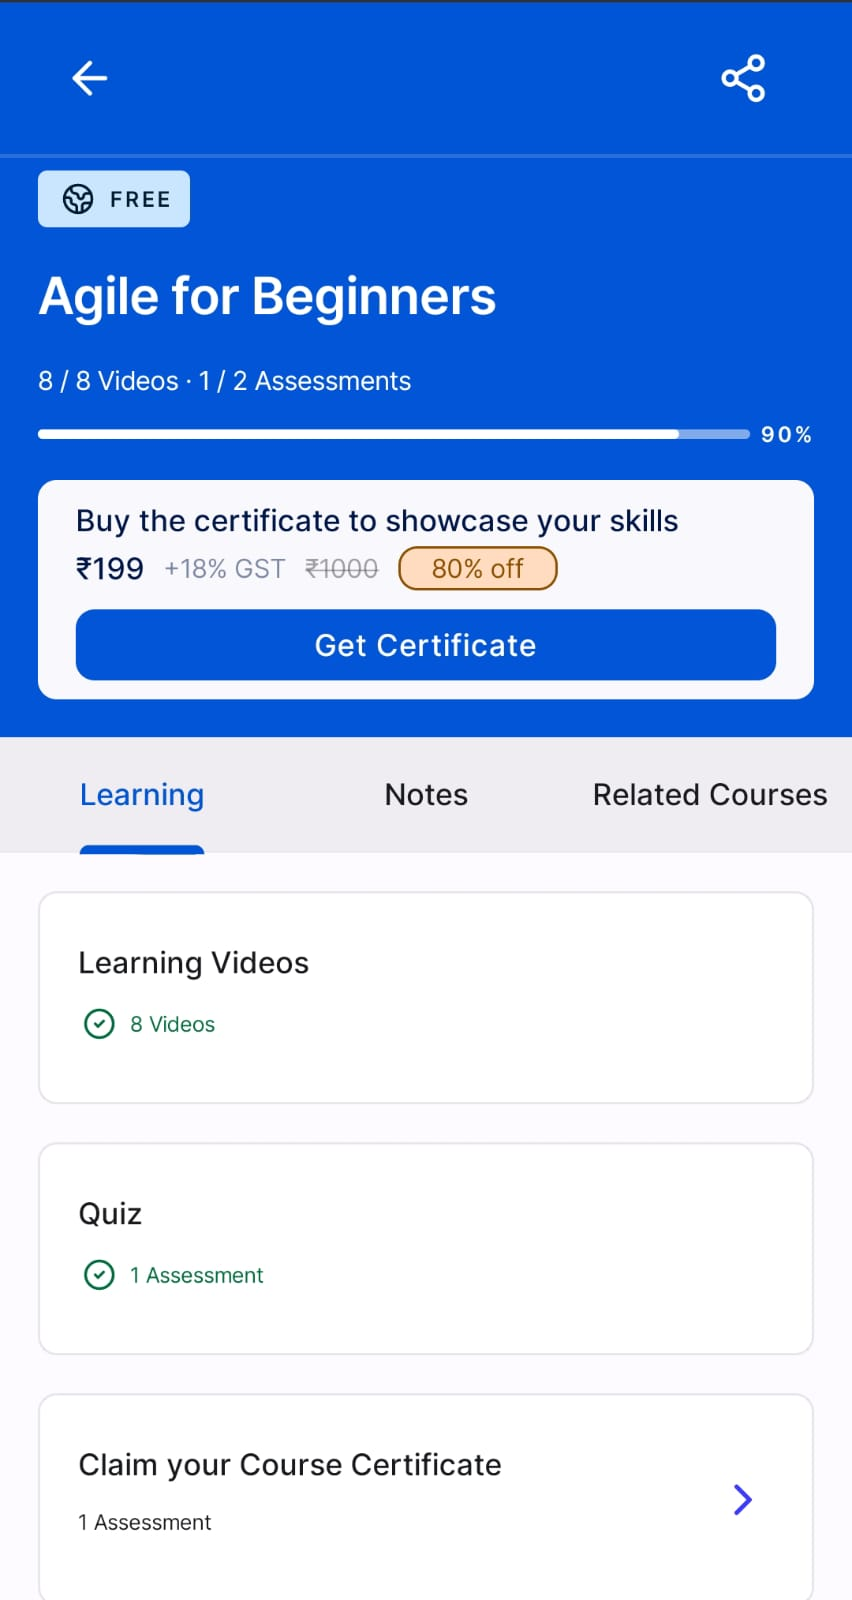 FREE
Agile for Beginners
8 / 8 Videos · 1 / 2 Assessments
90%
Buy the certificate to showcase your skills
₹199 +18% GST ₹1000 80% off
Get Certificate
Learning Notes Related Courses
Learning Videos
8 Videos
Quiz
1 Assessment
Claim your Course Certificate
1 Assessment